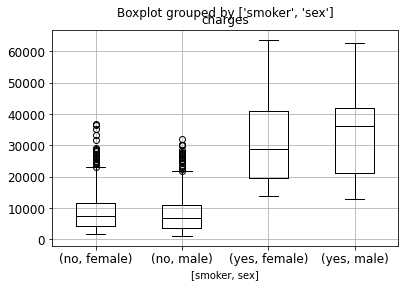 Boxplot grouped by ['smoker', 'sex']
charges
60000
50000
40000
30000
20000
10000
0
(no, female) (no, male) (yes, female) (yes, male)
[smoker, sex]